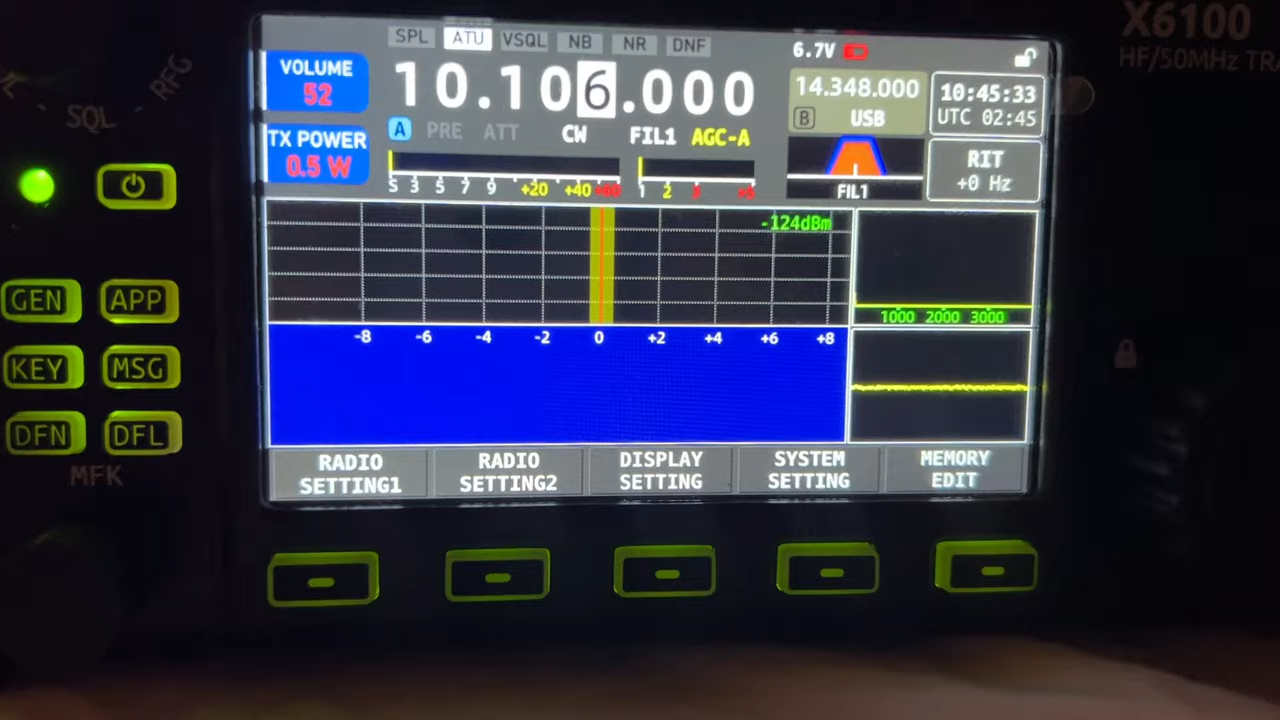 X6100
HF/50MHz TR
SPL ATU VSQL NB NR DNF
6.7V
VOLUME
52
10.106.000
14.348.000
B USB
10:45:33
UTC 02:45
TX POWER
0.5 W
A PRE ATT CW FIL1 AGC-A
S 3 5 7 9 +20 +40 +60
1 2 3
FIL1
RIT
+0 Hz
SQL
RFG
-124dBm
1000 2000 3000
-8 -6 -4 -2 0 +2 +4 +6 +8
GEN APP
KEY MSG
DFN DFL
MFK
RADIO SETTING1
RADIO SETTING2
DISPLAY SETTING
SYSTEM SETTING
MEMORY EDIT